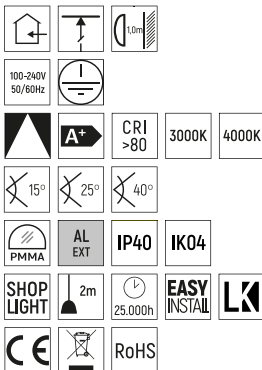 1,0m
100-240V
50/60Hz
A+
CRI
>80
3000K
4000K
15°
25°
40°
PMMA
AL
EXT
IP40
IK04
SHOP
LIGHT
2m
25.000h
EASY
INSTALL
LK
CE
RoHS